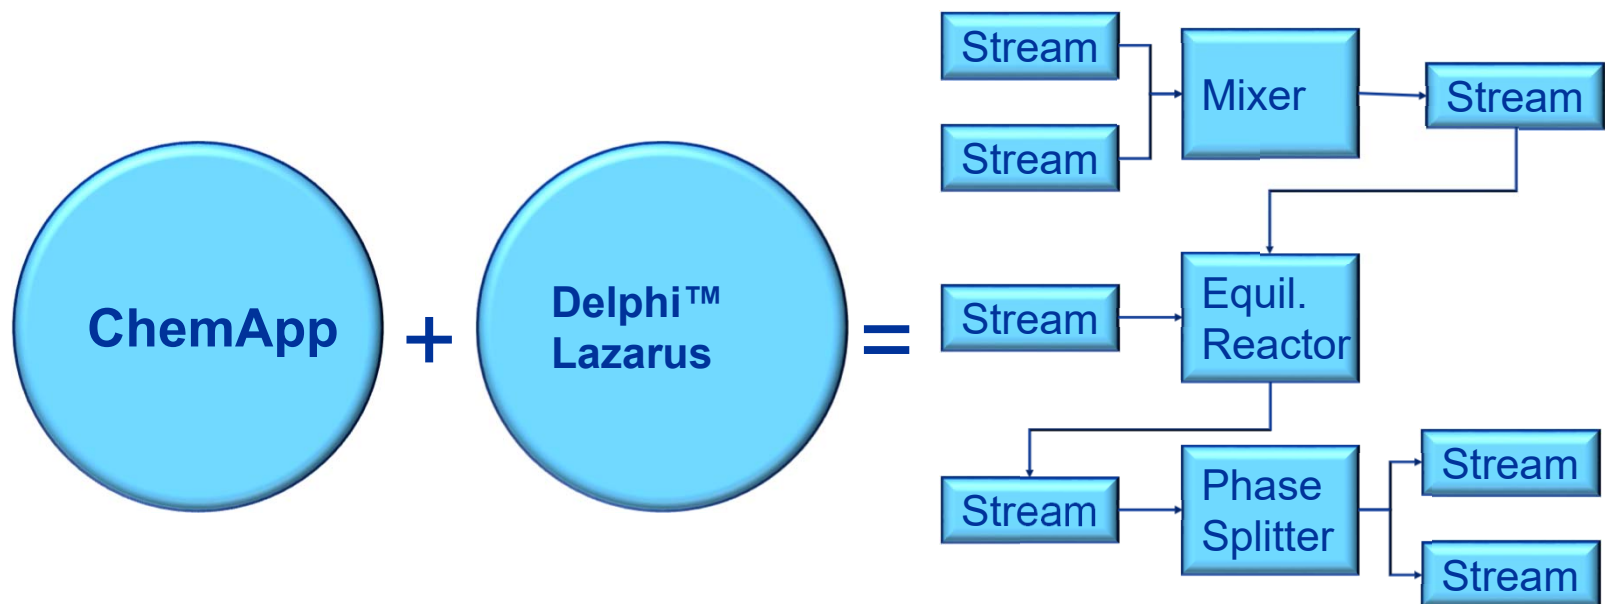 ChemApp
+
Delphi™
Lazarus
=
Stream
Stream
Mixer
Stream
Stream
Equil.
Reactor
Stream
Phase
Splitter
Stream
Stream